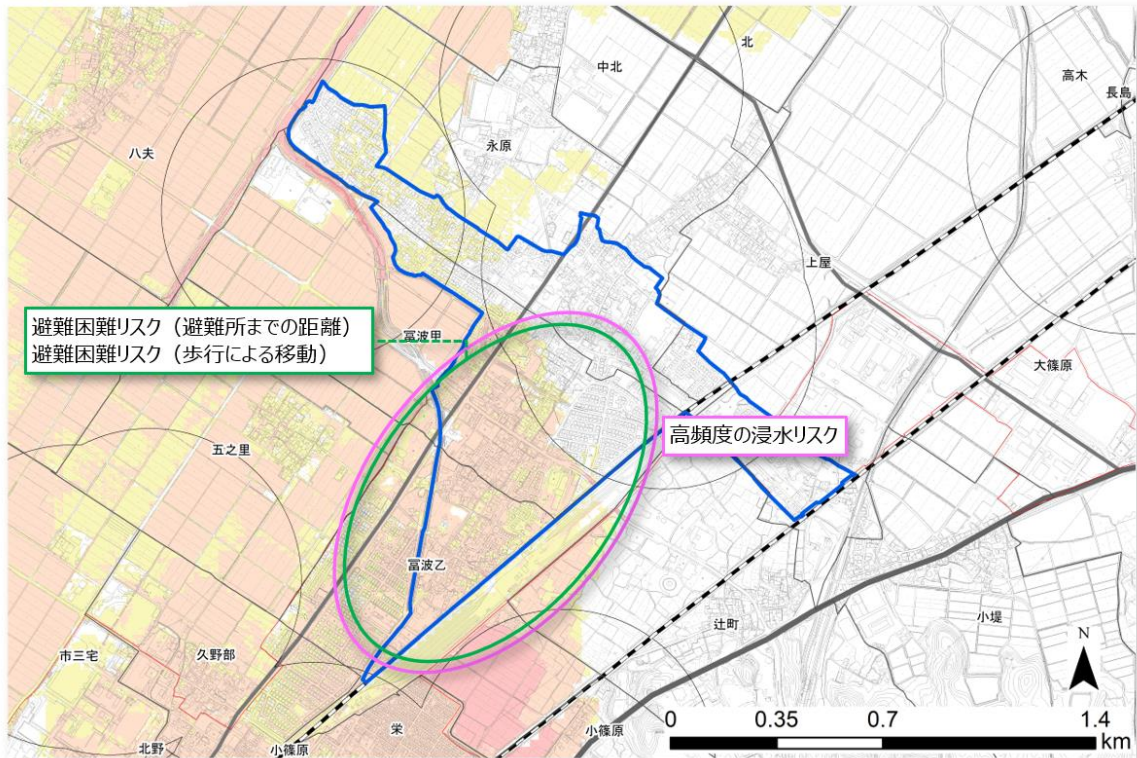 北
中北
高木
長島
永原
八夫
上屋
避難困難リスク（避難所までの距離）
避難困難リスク（歩行による移動）
冨波甲
大篠原
高頻度の浸水リスク
五之里
冨波乙
辻町
小堤
久野部
市三宅
N
栄
小篠原
小篠原
北野
0 0.35 0.7 1.4
km